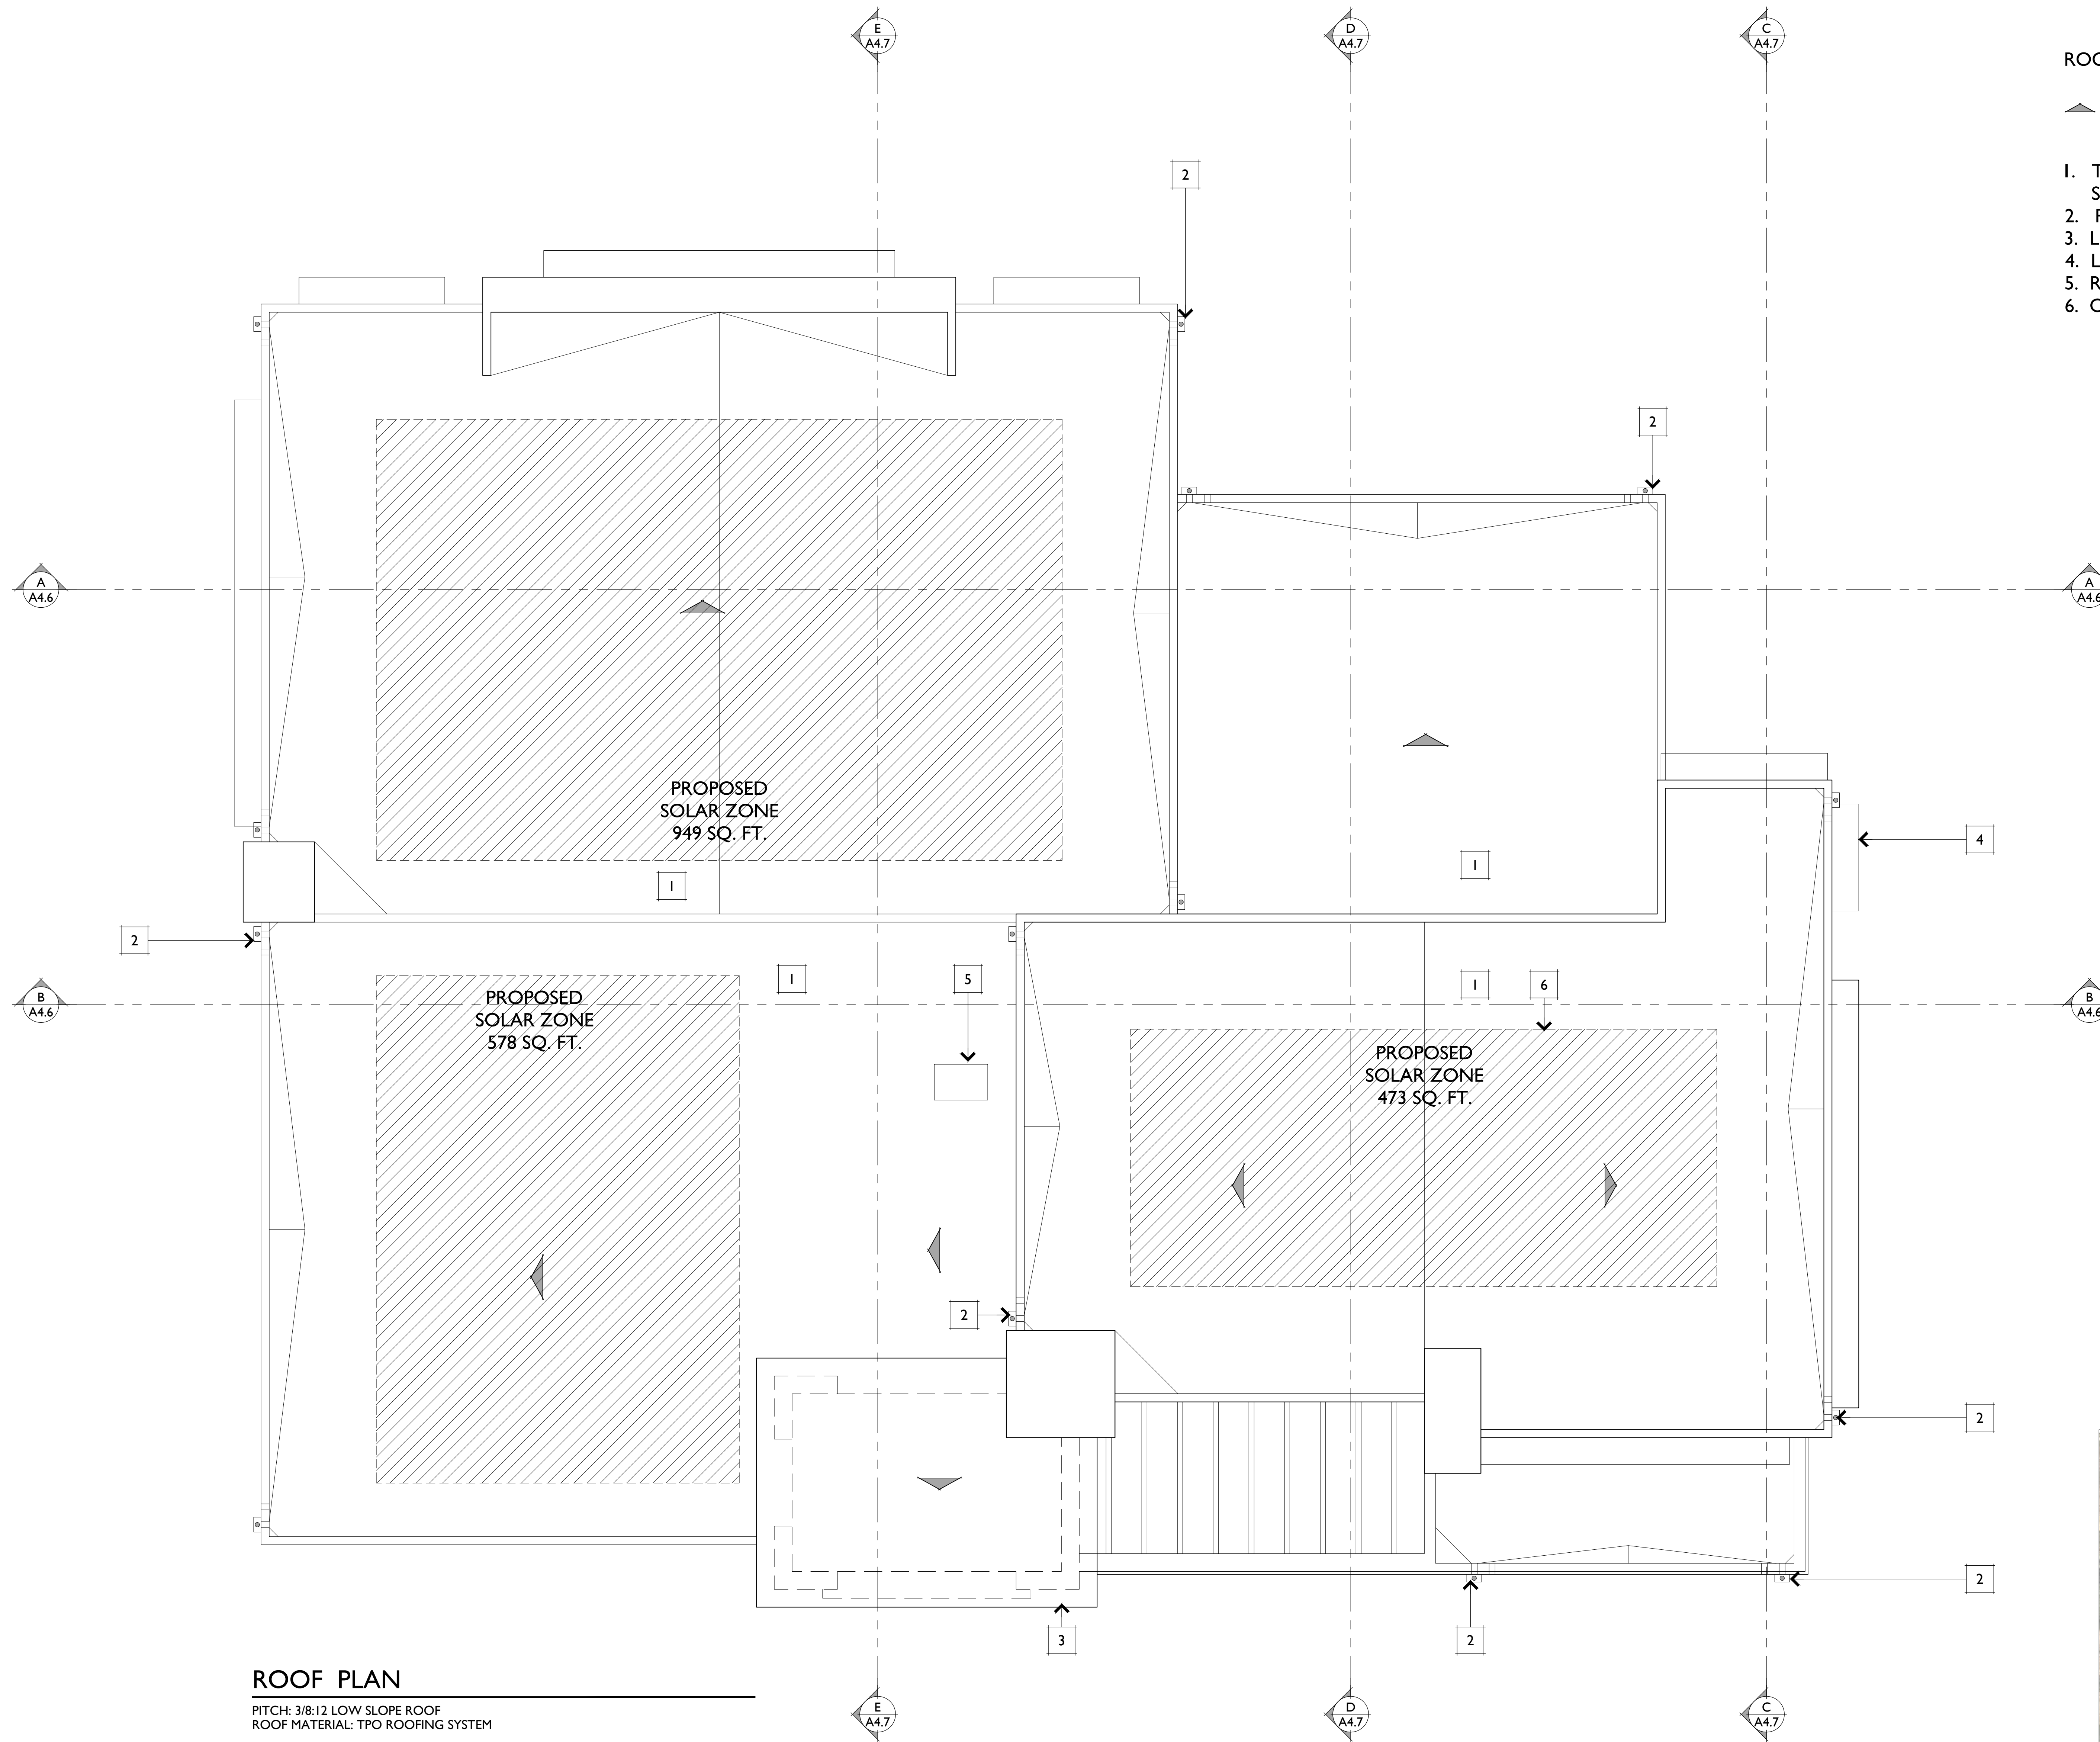 E
A4.7
D
A4.7
C
A4.7
2
2
A
A4.6
A
A4.6
PROPOSED
SOLAR ZONE
949 SQ. FT.
4
1
1
2
1
5
1
6
B
A4.6
B
A4.6
PROPOSED
SOLAR ZONE
578 SQ. FT.
PROPOSED
SOLAR ZONE
473 SQ. FT.
2
2
2
3
2
ROOF PLAN
PITCH: 3/8:12 LOW SLOPE ROOF
ROOF MATERIAL: TPO ROOFING SYSTEM
E
A4.7
D
A4.7
C
A4.7
1.
2.
3.
4.
5.
6.